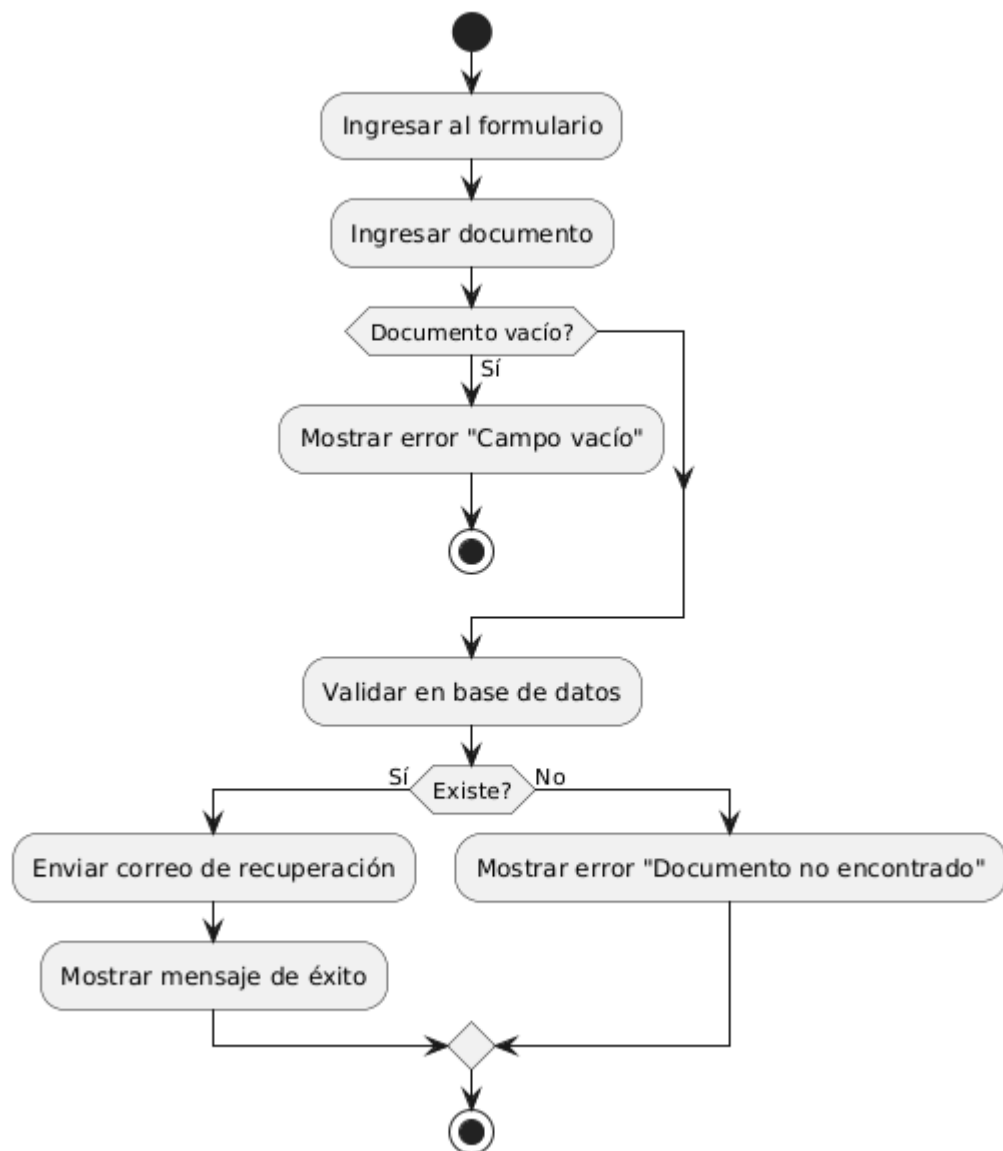 Ingresar al formulario
Ingresar documento
Documento vacío?
Sí
Mostrar error "Campo vacío"
Validar en base de datos
Sí
Existe?
No
Enviar correo de recuperación
Mostrar error "Documento no encontrado"
Mostrar mensaje de éxito